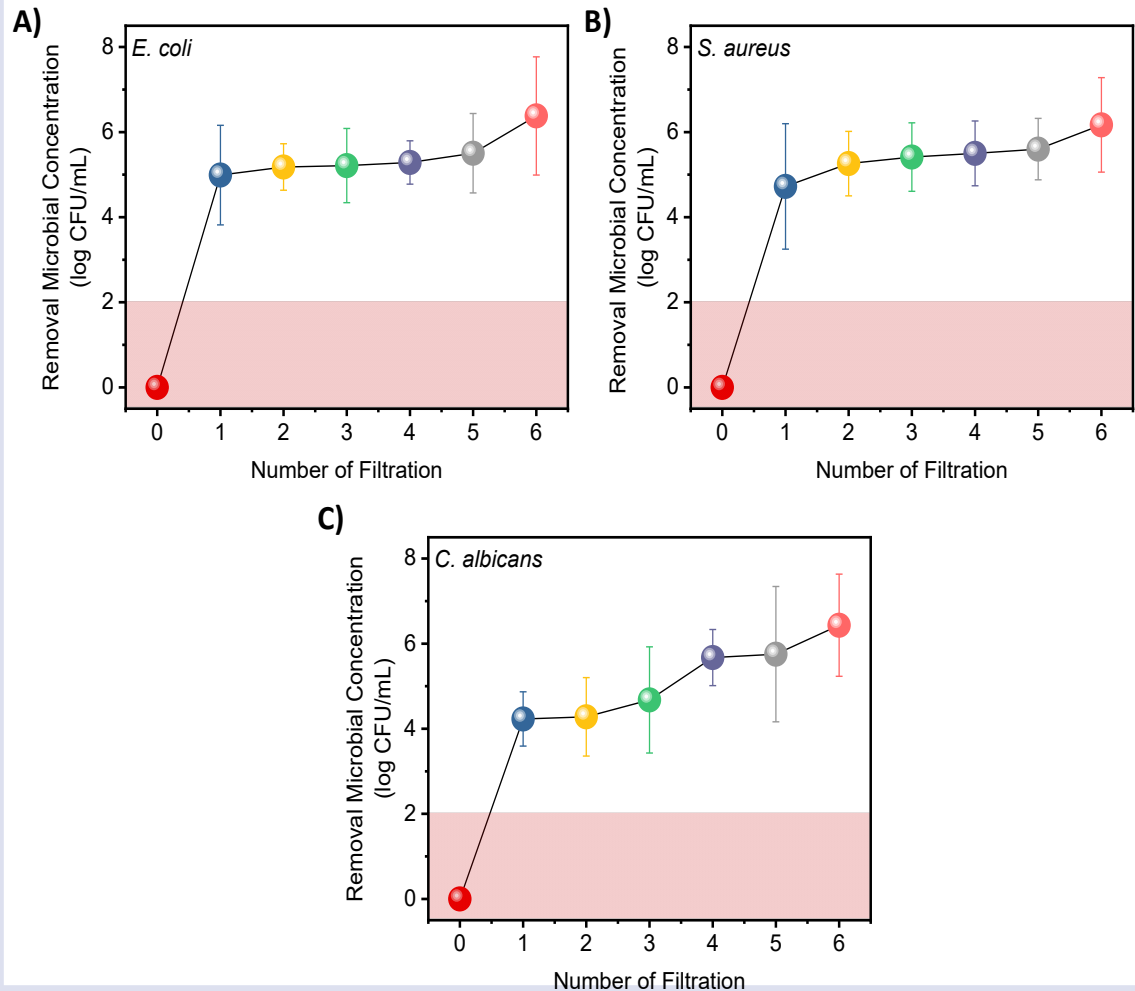 A)
E. coli
Removal Microbial Concentration
(log CFU/mL)
8
6
4
2
0
0 1 2 3 4 5 6
Number of Filtration
B)
S. aureus
Removal Microbial Concentration
(log CFU/mL)
8
6
4
2
0
0 1 2 3 4 5 6
Number of Filtration
C)
C. albicans
Removal Microbial Concentration
(log CFU/mL)
8
6
4
2
0
0 1 2 3 4 5 6
Number of Filtration